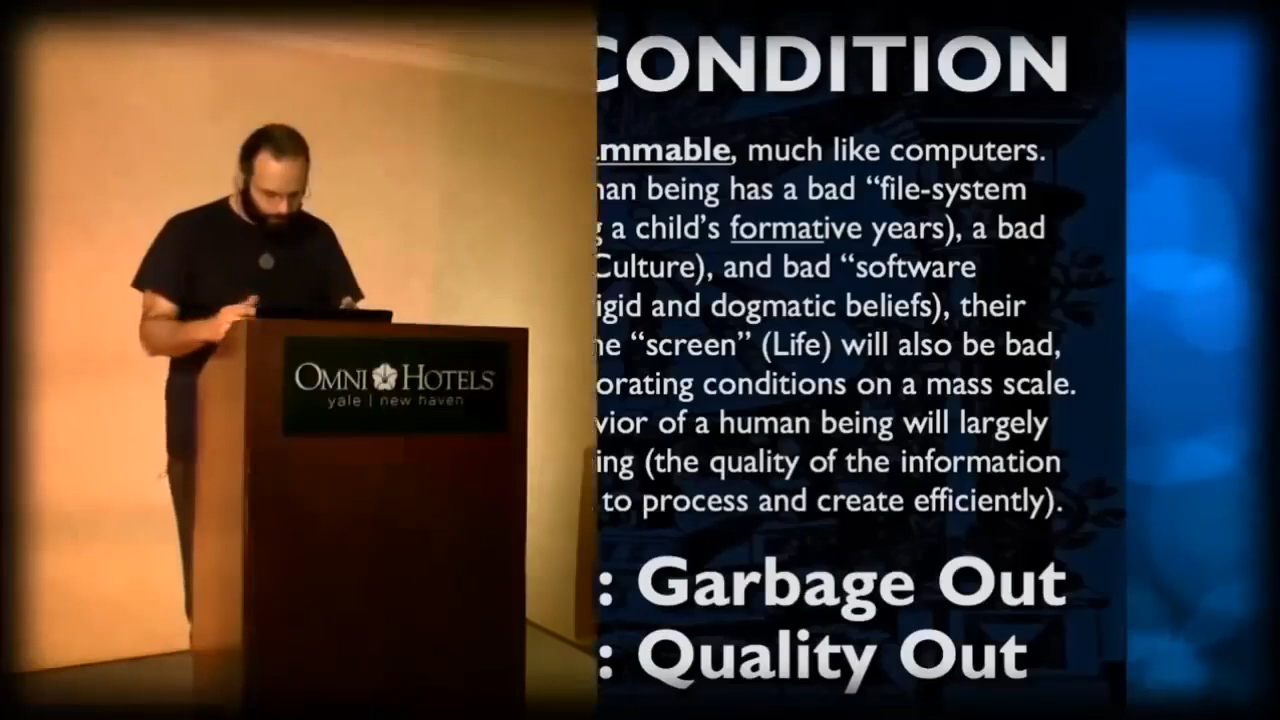 CONDITION
mmable, much like computers.
an being has a bad “file-system
a child’s formative years), a bad
Culture), and bad “software
igid and dogmatic beliefs), their
“screen” (Life) will also be bad,
orating conditions on a mass scale.
vior of a human being will largely
ing (the quality of the information
to process and create efficiently).
: Garbage Out
: Quality Out
OMNI HOTELS
yale | new haven